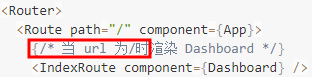 <Router>
<Route path="/" component={App}>
{/* 当 url 为/时渲染 Dashboard */}
<IndexRoute component={Dashboard} />